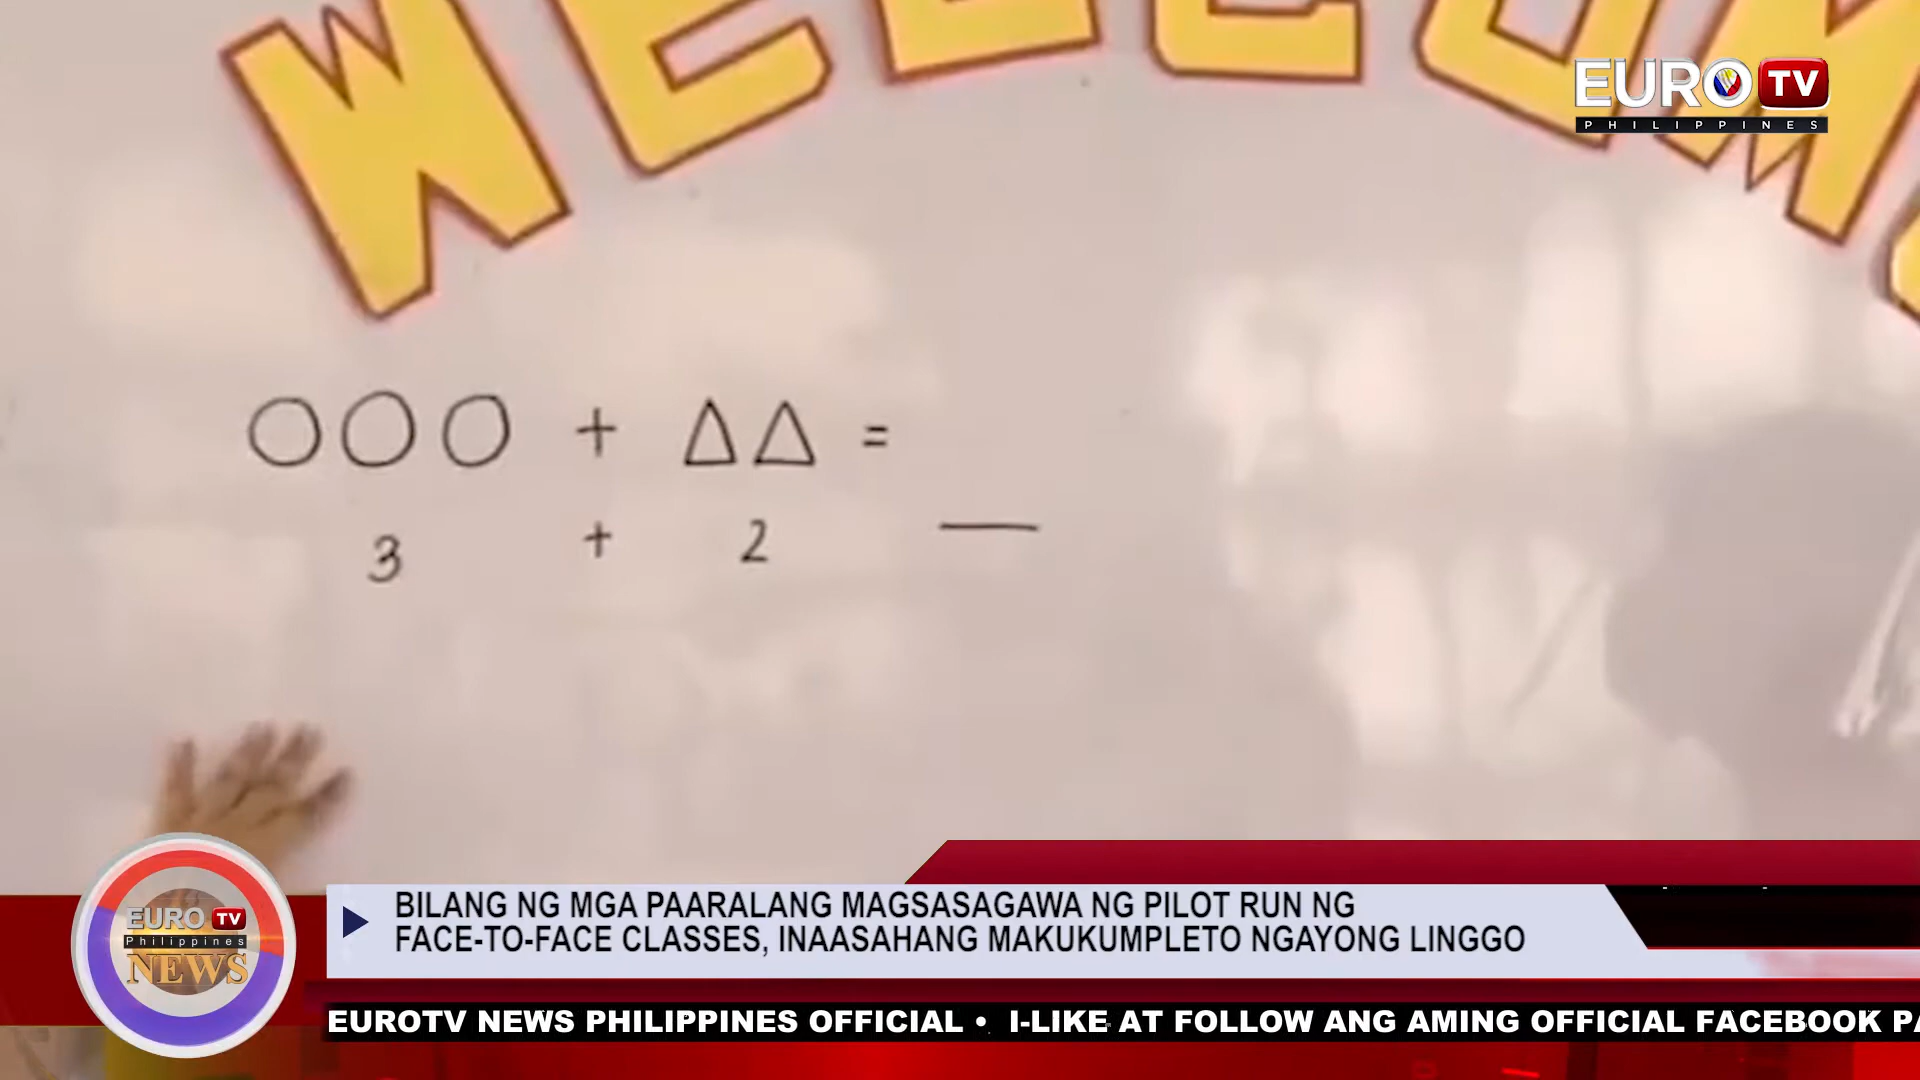 WELCOM
EURO TV
PHILIPPINES
+ =
3 + 2
EURO TV
Philippines
NEWS
BILANG NG MGA PAARALANG MAGSASAGAWA NG PILOT RUN NG
FACE-TO-FACE CLASSES, INAASAHANG MAKUKUMPLETO NGAYONG LINGGO
EUROTV NEWS PHILIPPINES OFFICIAL • I-LIKE AT FOLLOW ANG AMING OFFICIAL FACEBOOK PA